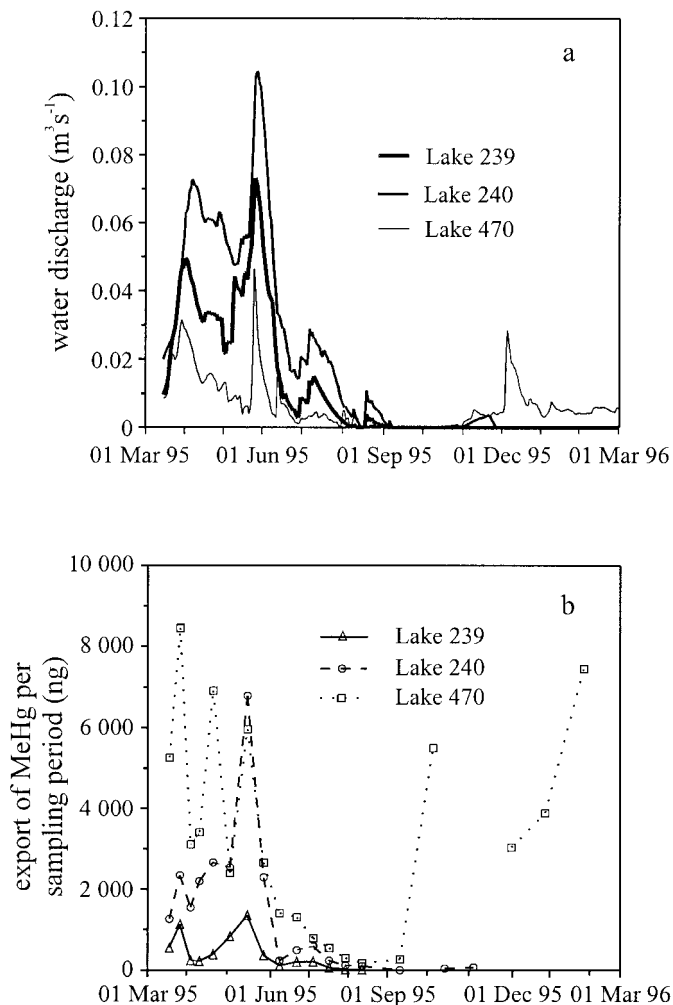 0.12
a
0.10
0.08
0.06
0.04
0.02
0
water discharge (m³s⁻¹)
Lake 239
Lake 240
Lake 470
01 Mar 95 01 Jun 95 01 Sep 95 01 Dec 95 01 Mar 96
10 000
b
8 000
6 000
4 000
2 000
0
export of MeHg per
sampling period (ng)
Lake 239
Lake 240
Lake 470
01 Mar 95 01 Jun 95 01 Sep 95 01 Dec 95 01 Mar 96